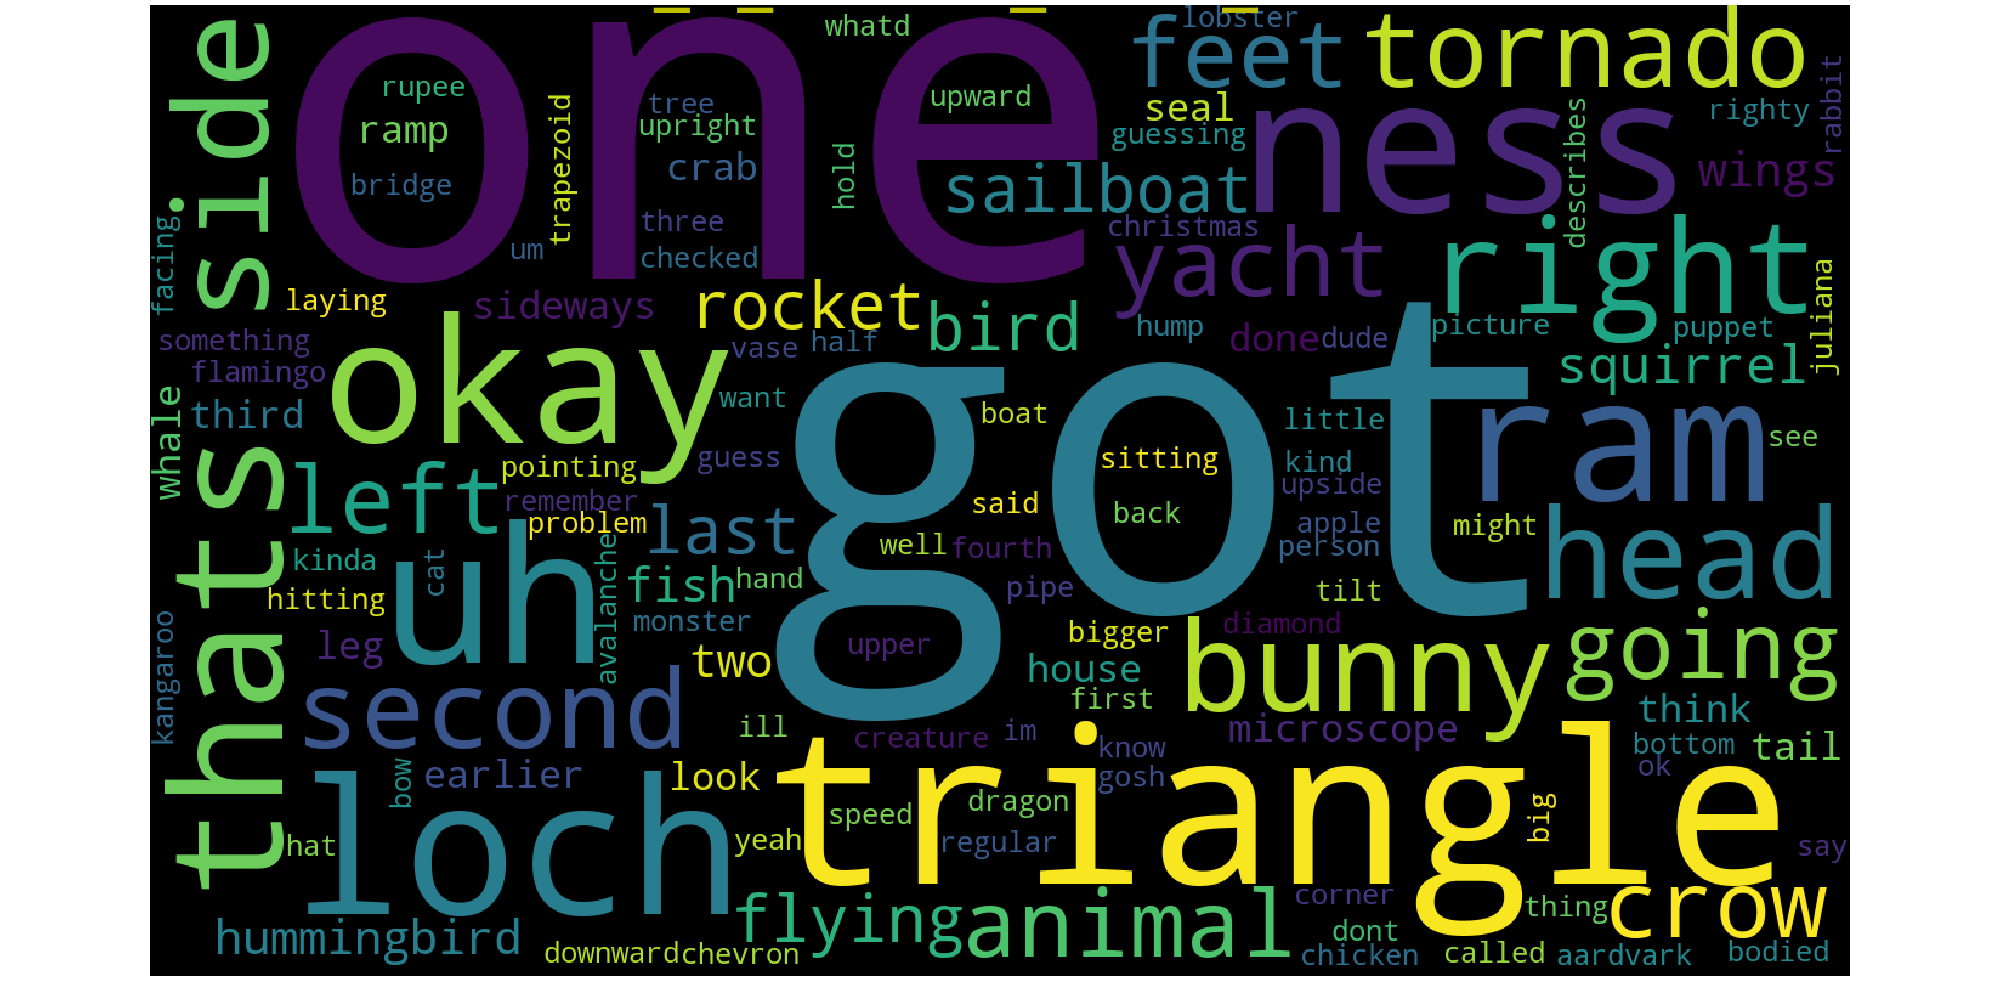 one
got
triangle
ness
okay
loch
thats
side
uh
ram
right
bunny
head
second
tornado
feet
yacht
sailboat
rocket
bird
left
last
going
animal
flying
crow
squirrel
hummingbird
wings
seal
lobster
whatd
rupee
ramp
bridge
tree
upright
crab
three
um
checked
trapezoid
hold
upward
guessing
christmas
describes
righty
rabbit
facing
laying
sideways
something
flamingo
third
whale
vase
half
want
guess
hump
done
dude
picture
puppet
juliana
boat
sitting
little
kind
upside
said
back
apple
person
might
see
pointing
remember
problem
kinda
hitting
cat
avalanche
fish
hand
well
fourth
pipe
tilt
monster
leg
two
upper
bigger
diamond
house
first
kangaroo
ill
creature
im
know
gosh
microscope
think
bottom
ok
tail
earlier
bow
look
hat
yeah
speed
dragon
regular
big
say
corner
thing
dont
called
chicken
aardvark
bodied
downward
chevron